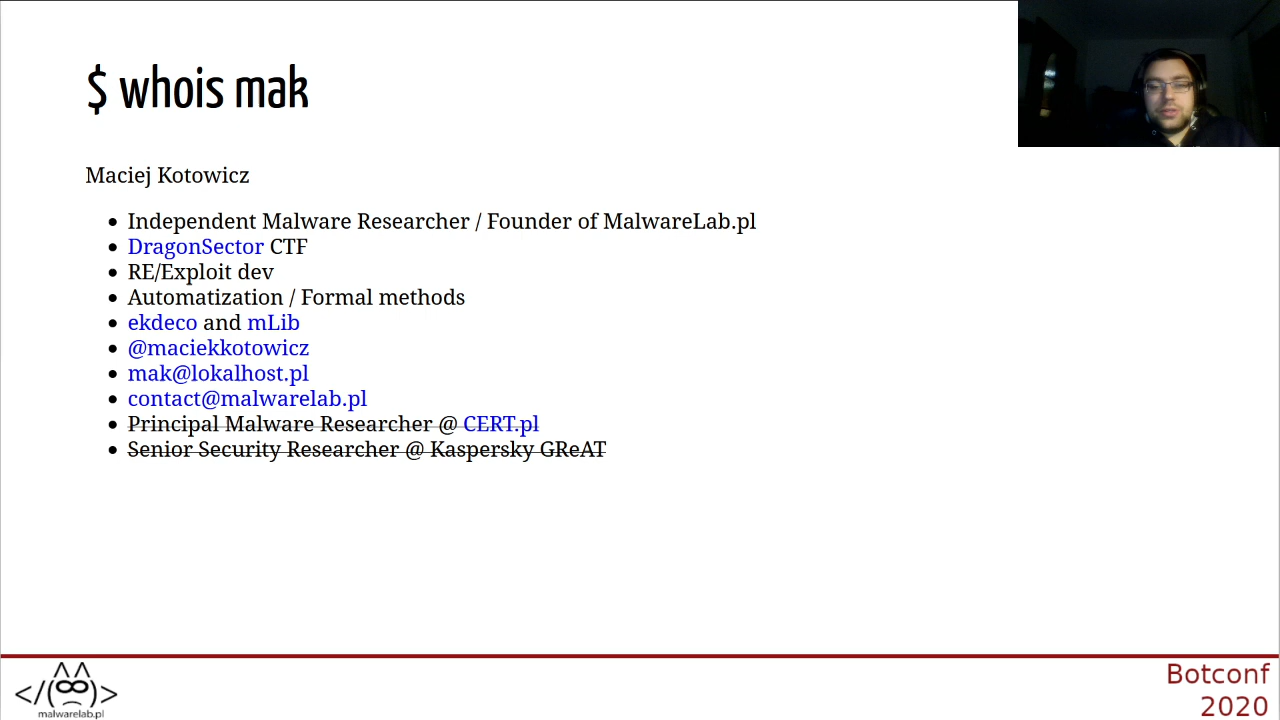 $ whois mak
Maciej Kotowicz
Independent Malware Researcher / Founder of MalwareLab.pl
DragonSector CTF
RE/Exploit dev
Automatization / Formal methods
ekdeco and mLib
@maciekkotowicz
mak@lokalhost.pl
contact@malwarelab.pl
Principal Malware Researcher @ CERT.pl
Senior Security Researcher @ Kaspersky GReAT
malwarelab.pl
Botconf
2020